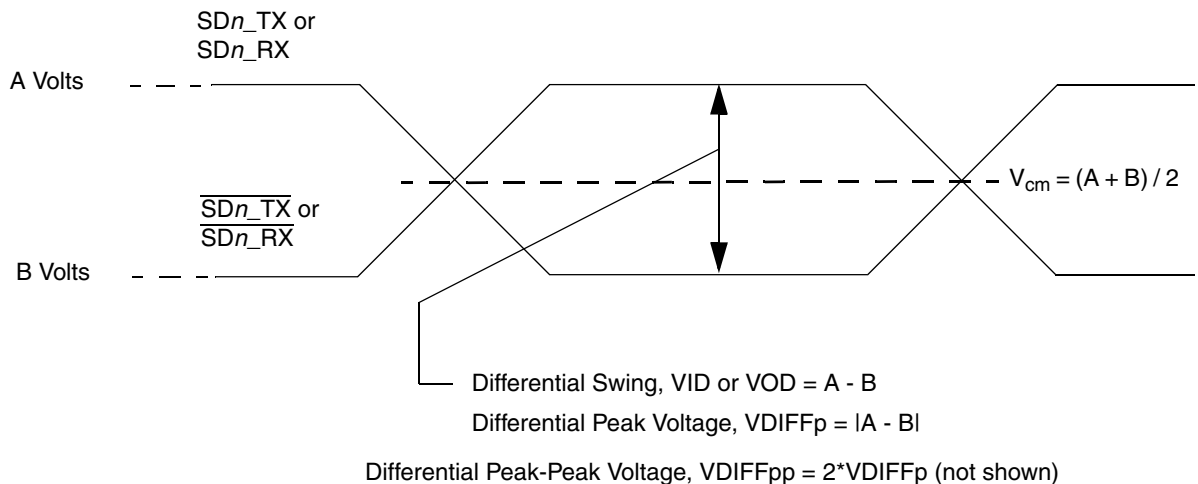 SDn_TX or
SDn_RX
A Volts
Vcm = (A + B) / 2
SDn_TX or
SDn_RX
B Volts
Differential Swing, VID or VOD = A - B
Differential Peak Voltage, VDIFFp = |A - B|
Differential Peak-Peak Voltage, VDIFFpp = 2*VDIFFp (not shown)